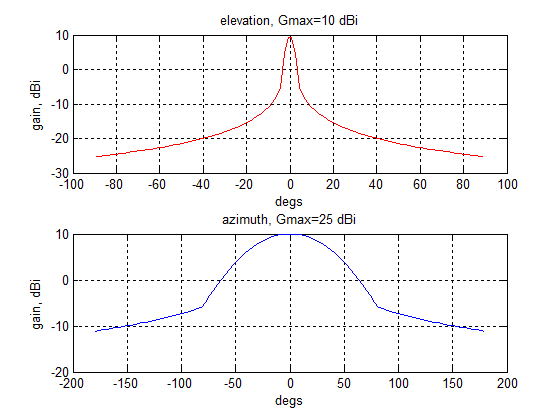 elevation, Gmax=10 dBi
10
0
-10
-20
-30
gain, dBi
-100 -80 -60 -40 -20 0 20 40 60 80 100
degs
azimuth, Gmax=25 dBi
10
0
-10
-20
gain, dBi
-200 -150 -100 -50 0 50 100 150 200
degs